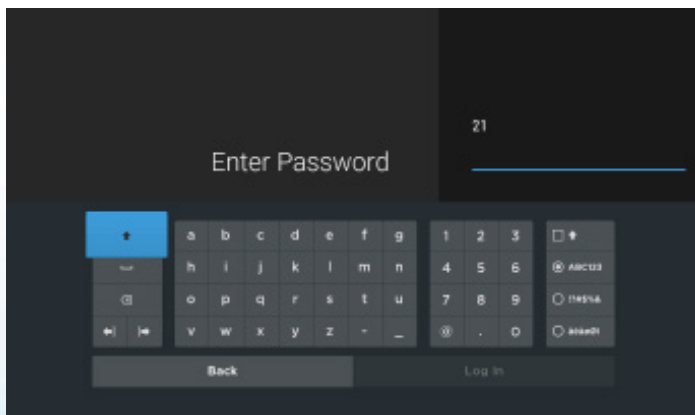 21
Enter Password
a b c d e f g 1 2 3
h i j k l m n 4 5 6 ABC123
o p q r s t u 7 8 9 !?#$%&
v w x y z - _ @ . 0
Back Log In